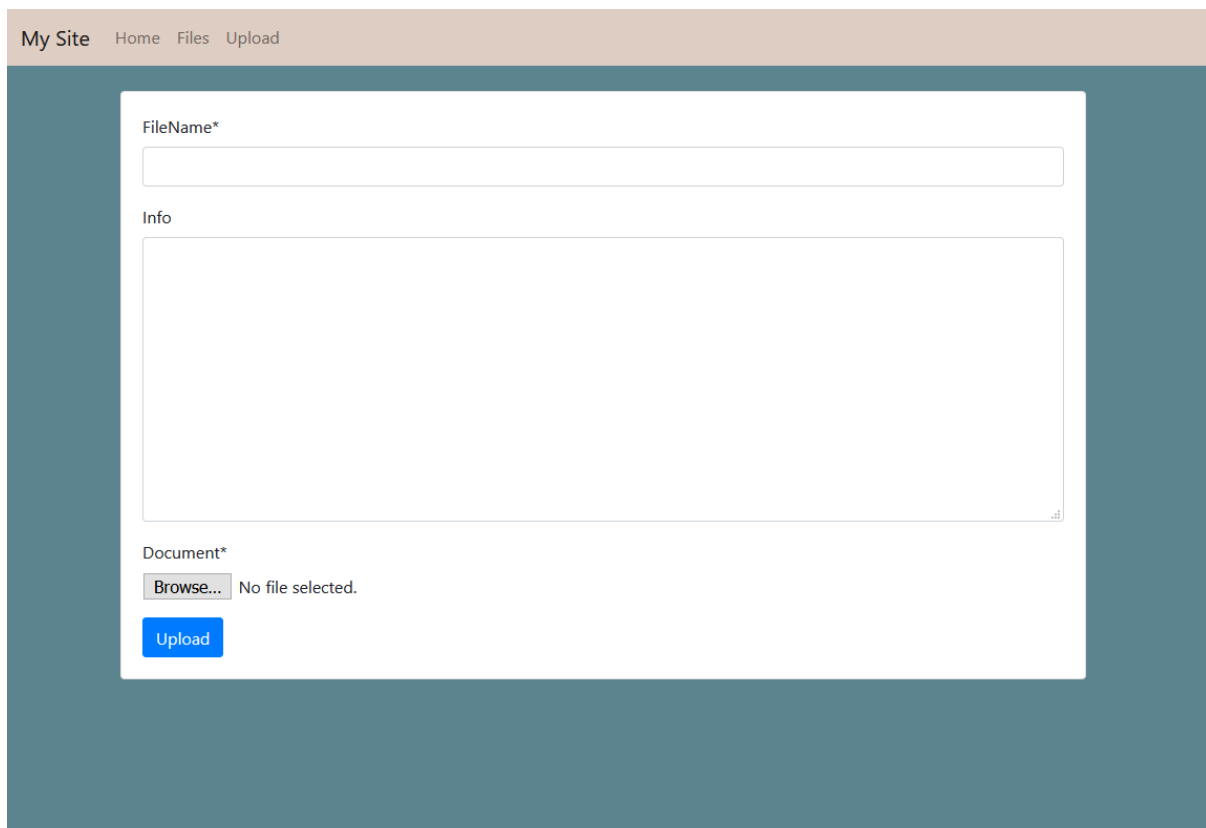 My Site Home Files Upload
FileName*
Info
Document*
Browse... No file selected.
Upload